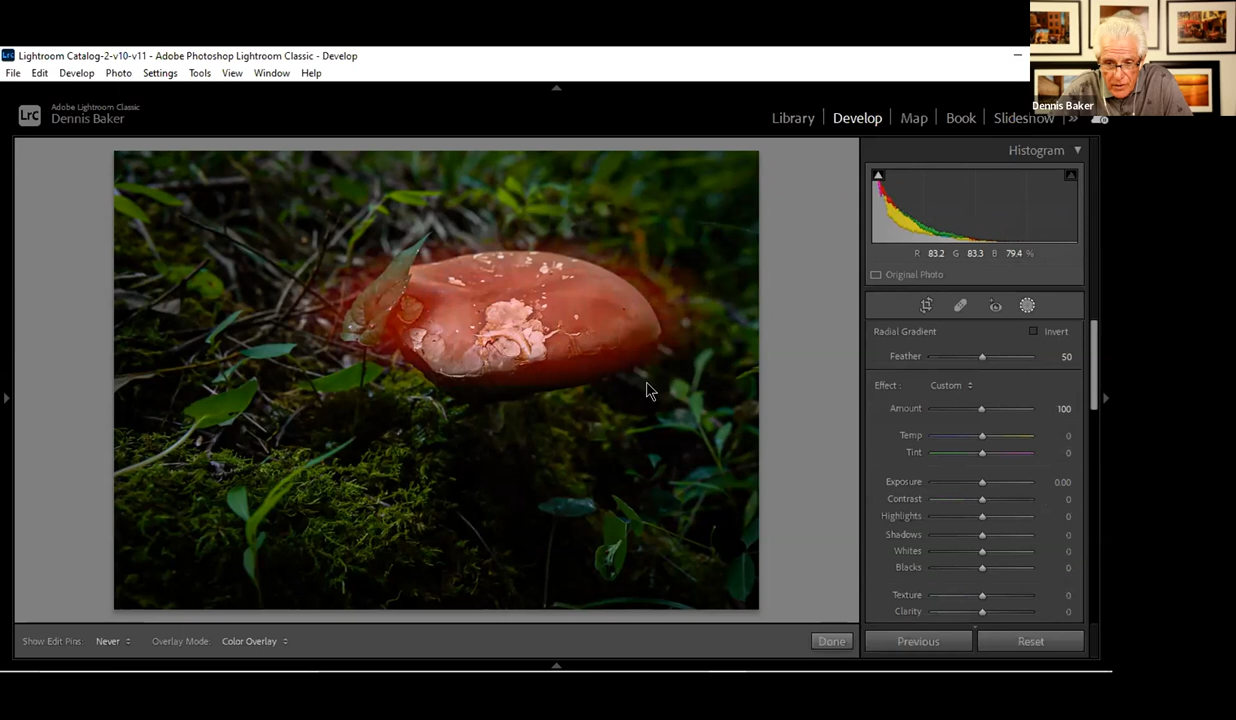 Lrc Lightroom Catalog-2-v10-v11 - Adobe Photoshop Lightroom Classic - Develop
File Edit Develop Photo Settings Tools View Window Help
Dennis Baker
LrC
Adobe Lightroom Classic
Dennis Baker
Library | Develop | Map | Book | Slideshow
Histogram
R 83.2 G 83.3 B 79.4 %
Original Photo
Radial Gradient Invert
Feather 50
Effect : Custom
Amount 100
Temp 0
Tint 0
Exposure 0.00
Contrast 0
Highlights 0
Shadows 0
Whites 0
Blacks 0
Texture 0
Clarity 0
Show Edit Pins: Never Overlay Mode: Color Overlay Done Previous Reset